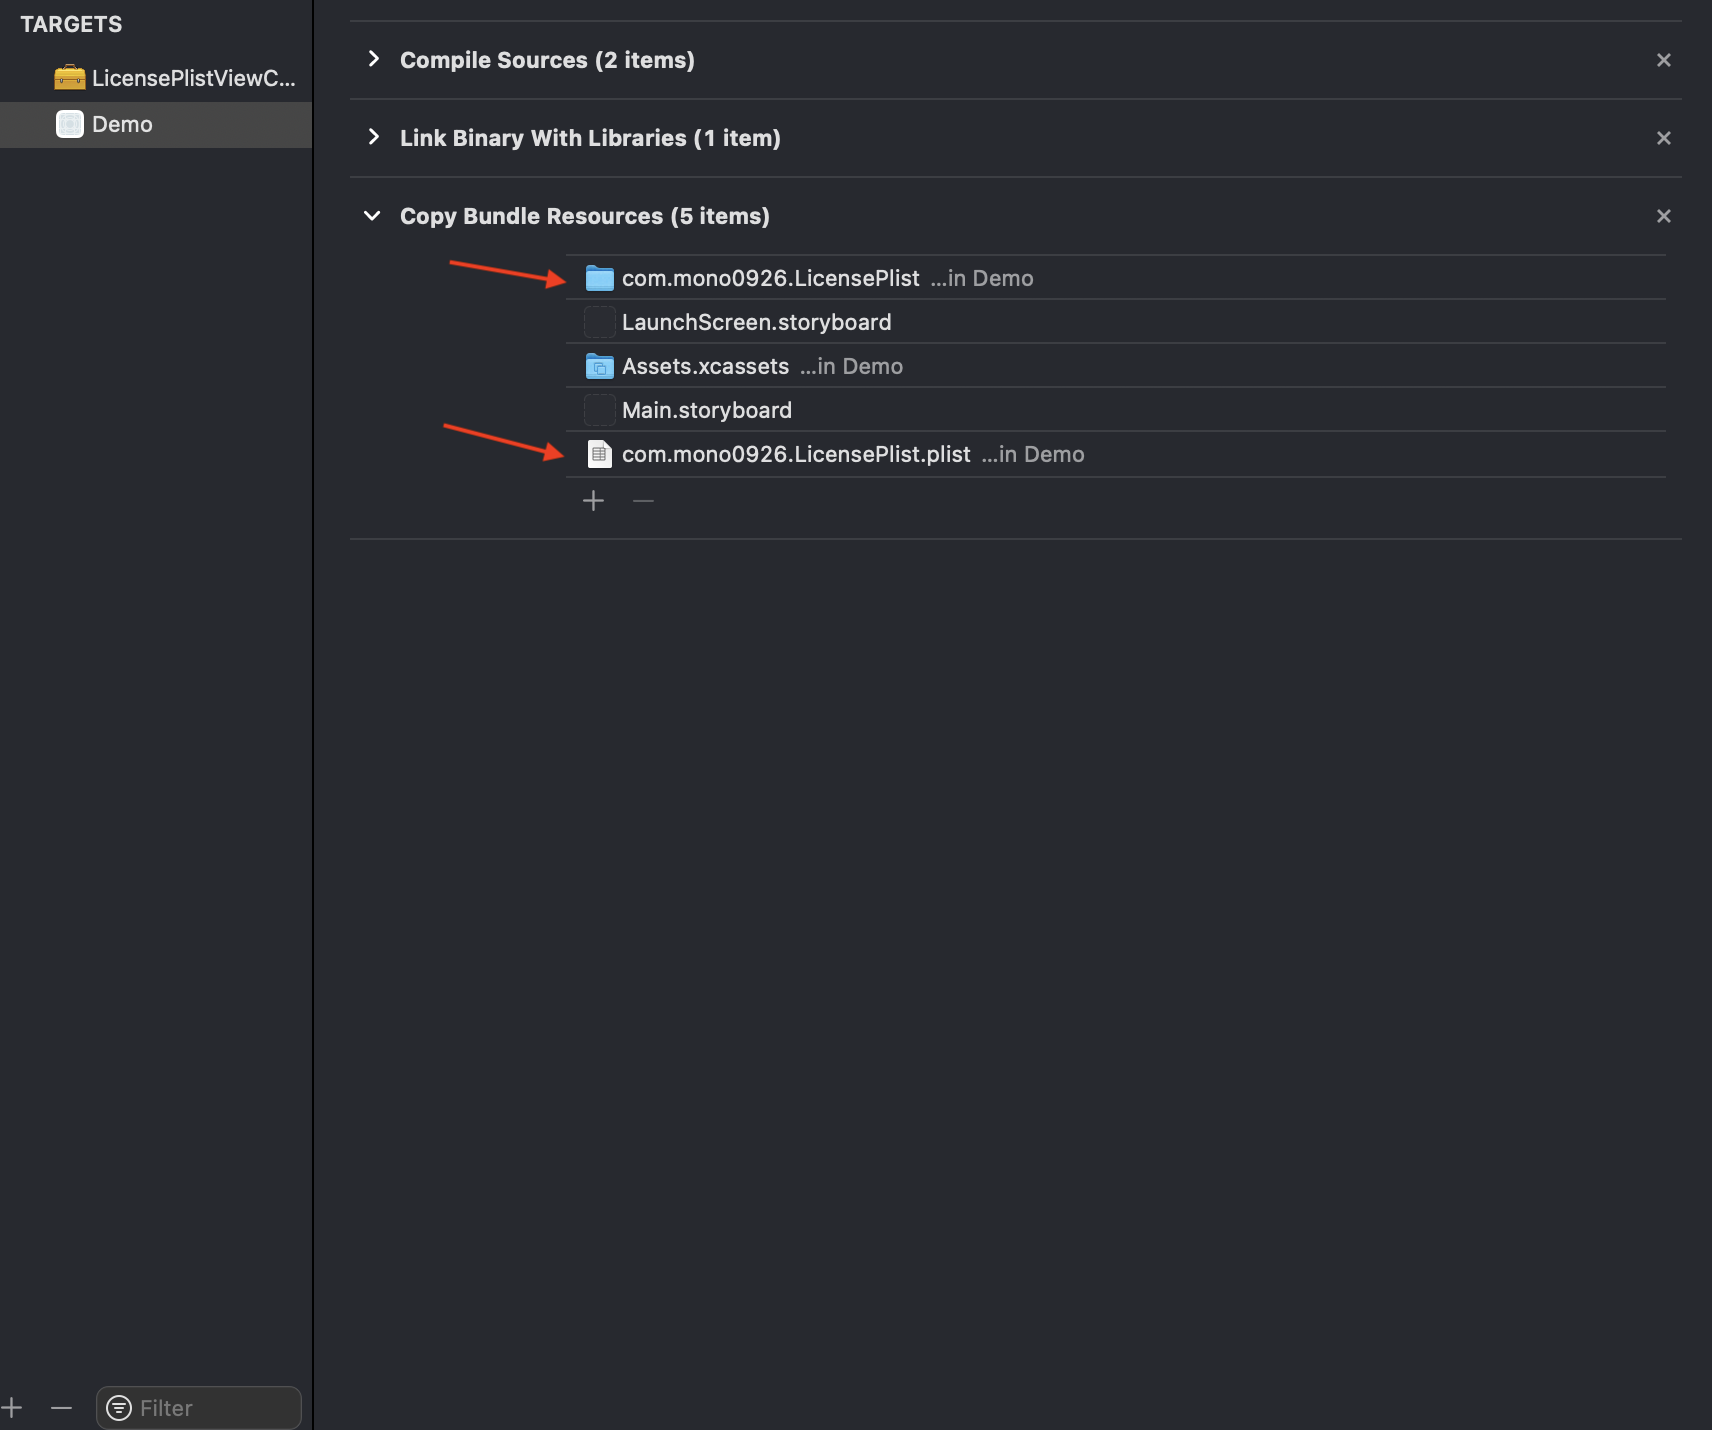 TARGETS
LicensePlistViewC...
Demo
Compile Sources (2 items)
Link Binary With Libraries (1 item)
Copy Bundle Resources (5 items)
com.mono0926.LicensePlist ...in Demo
LaunchScreen.storyboard
Assets.xcassets ...in Demo
Main.storyboard
com.mono0926.LicensePlist.plist ...in Demo
Filter